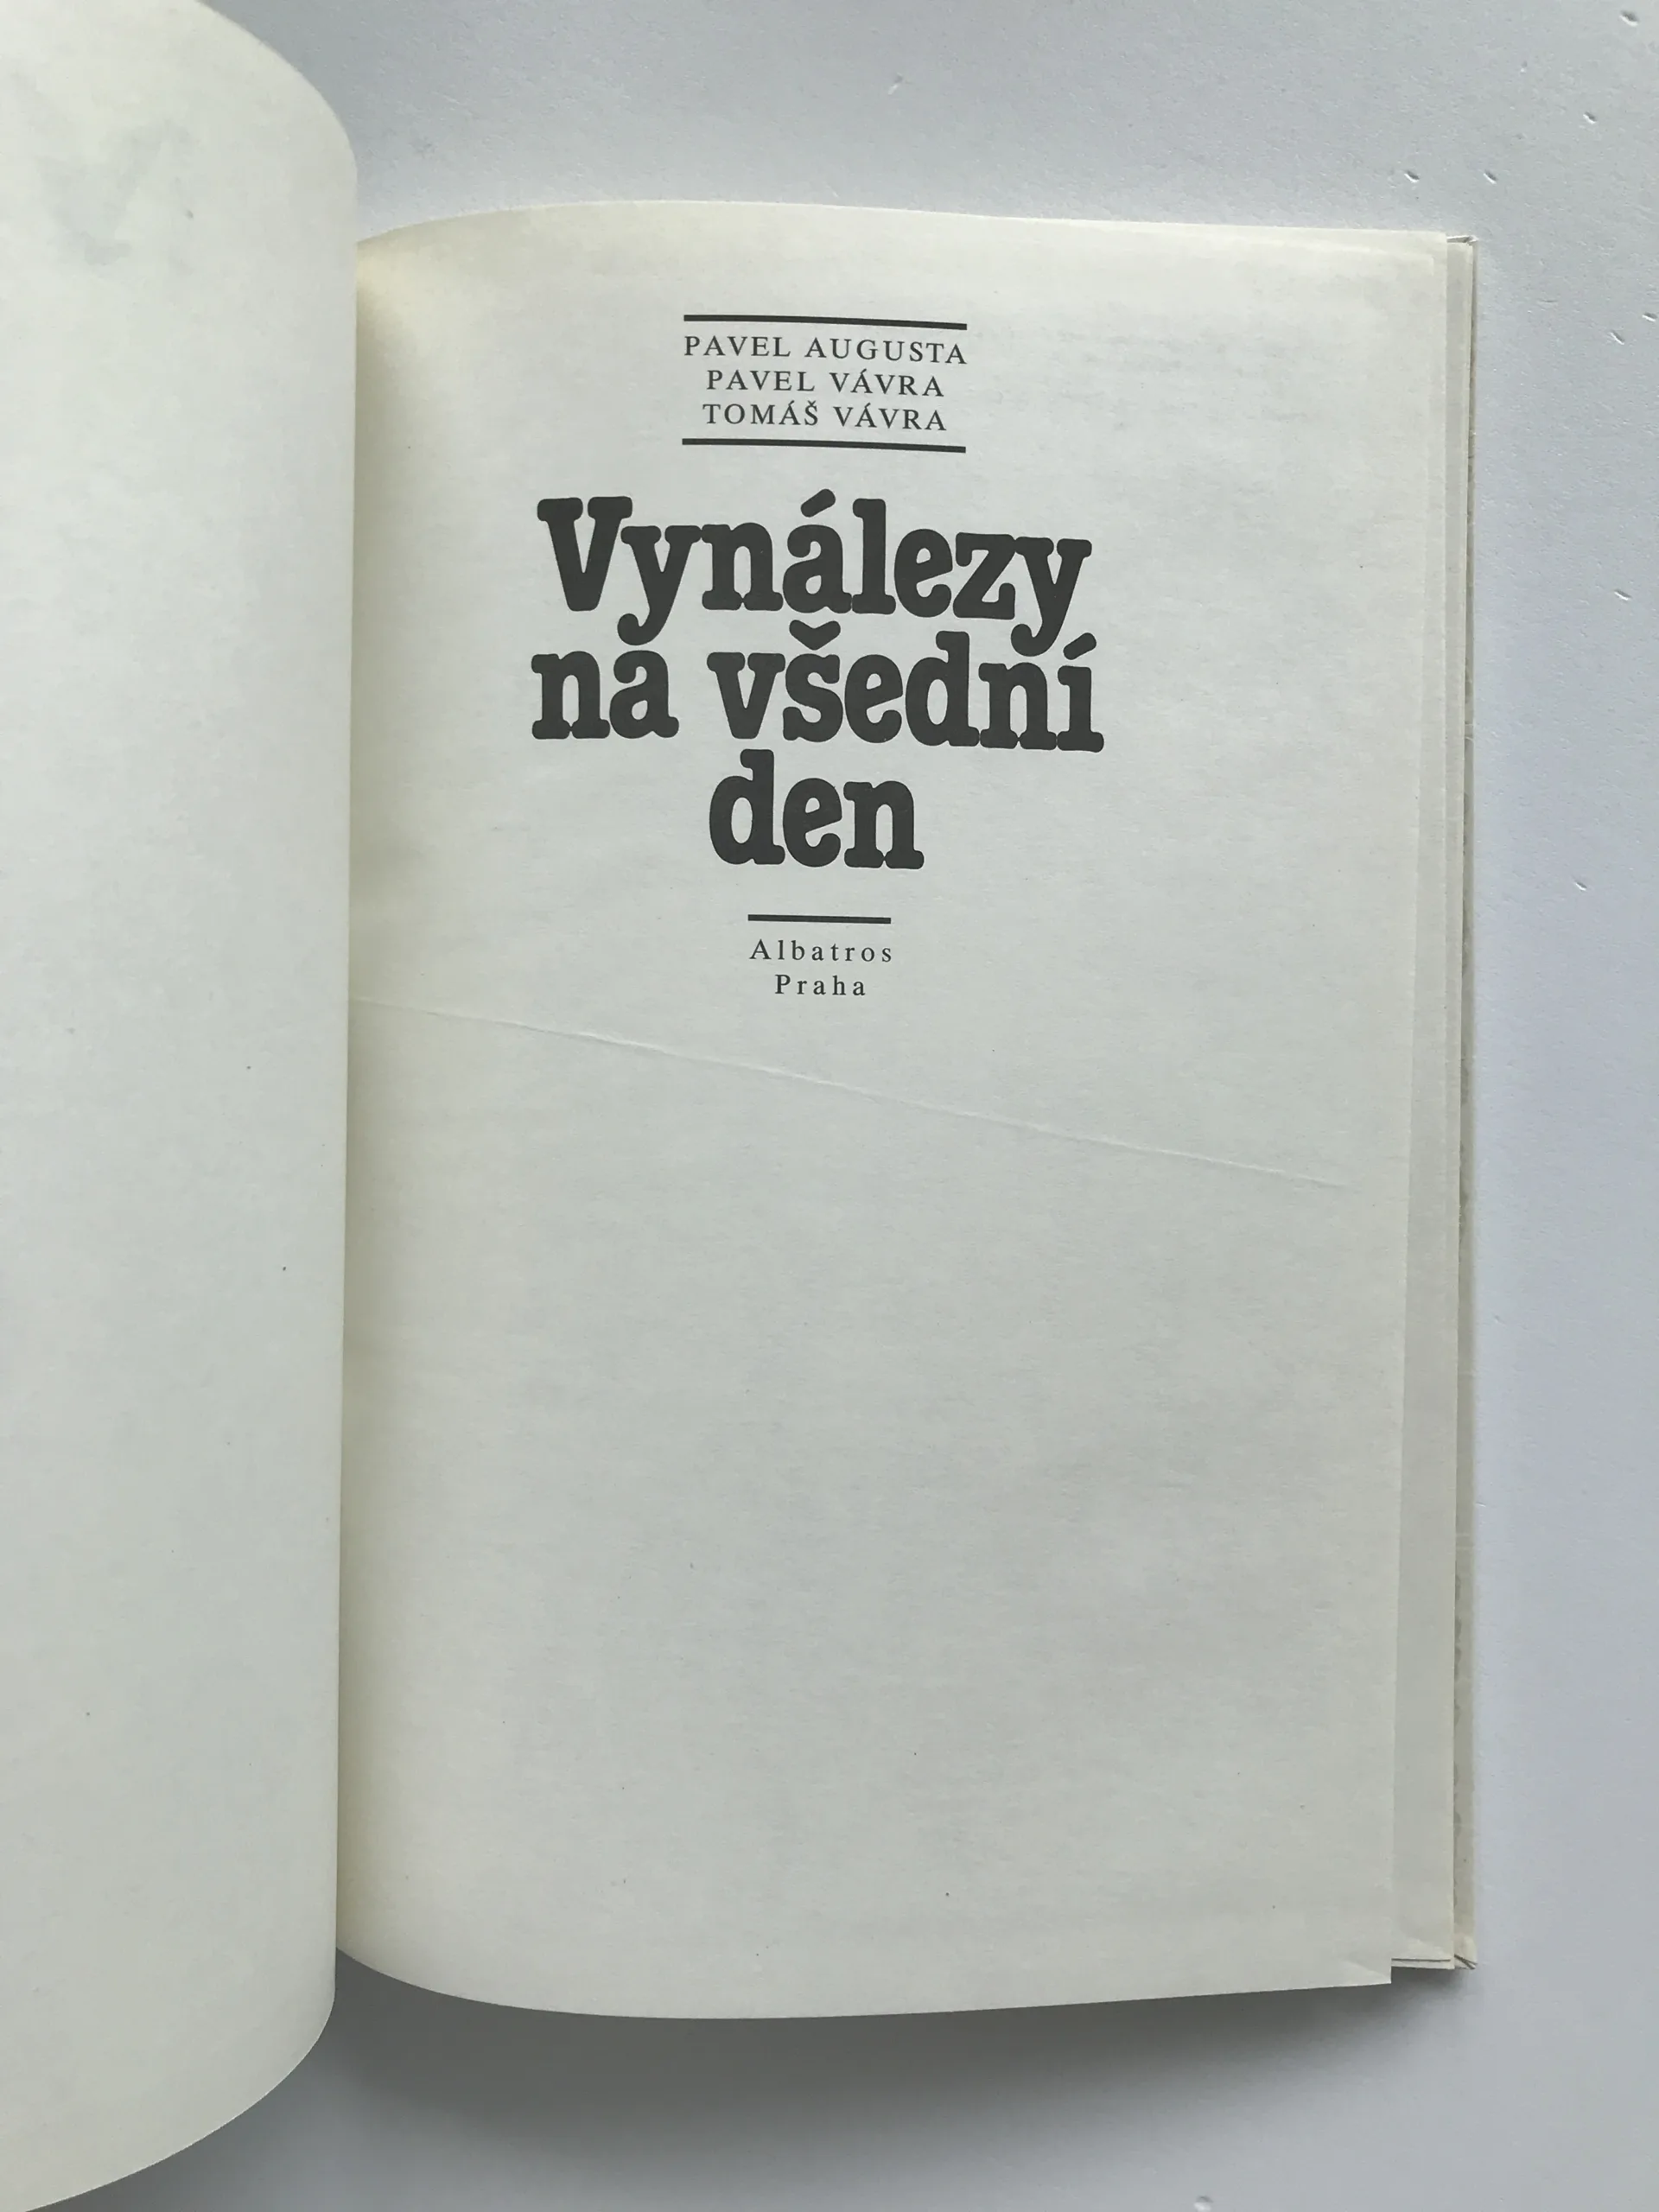 PAVEL AUGUSTA
PAVEL VÁVRA
TOMÁŠ VÁVRA
Vynálezy
na všední
den
Albatros
Praha